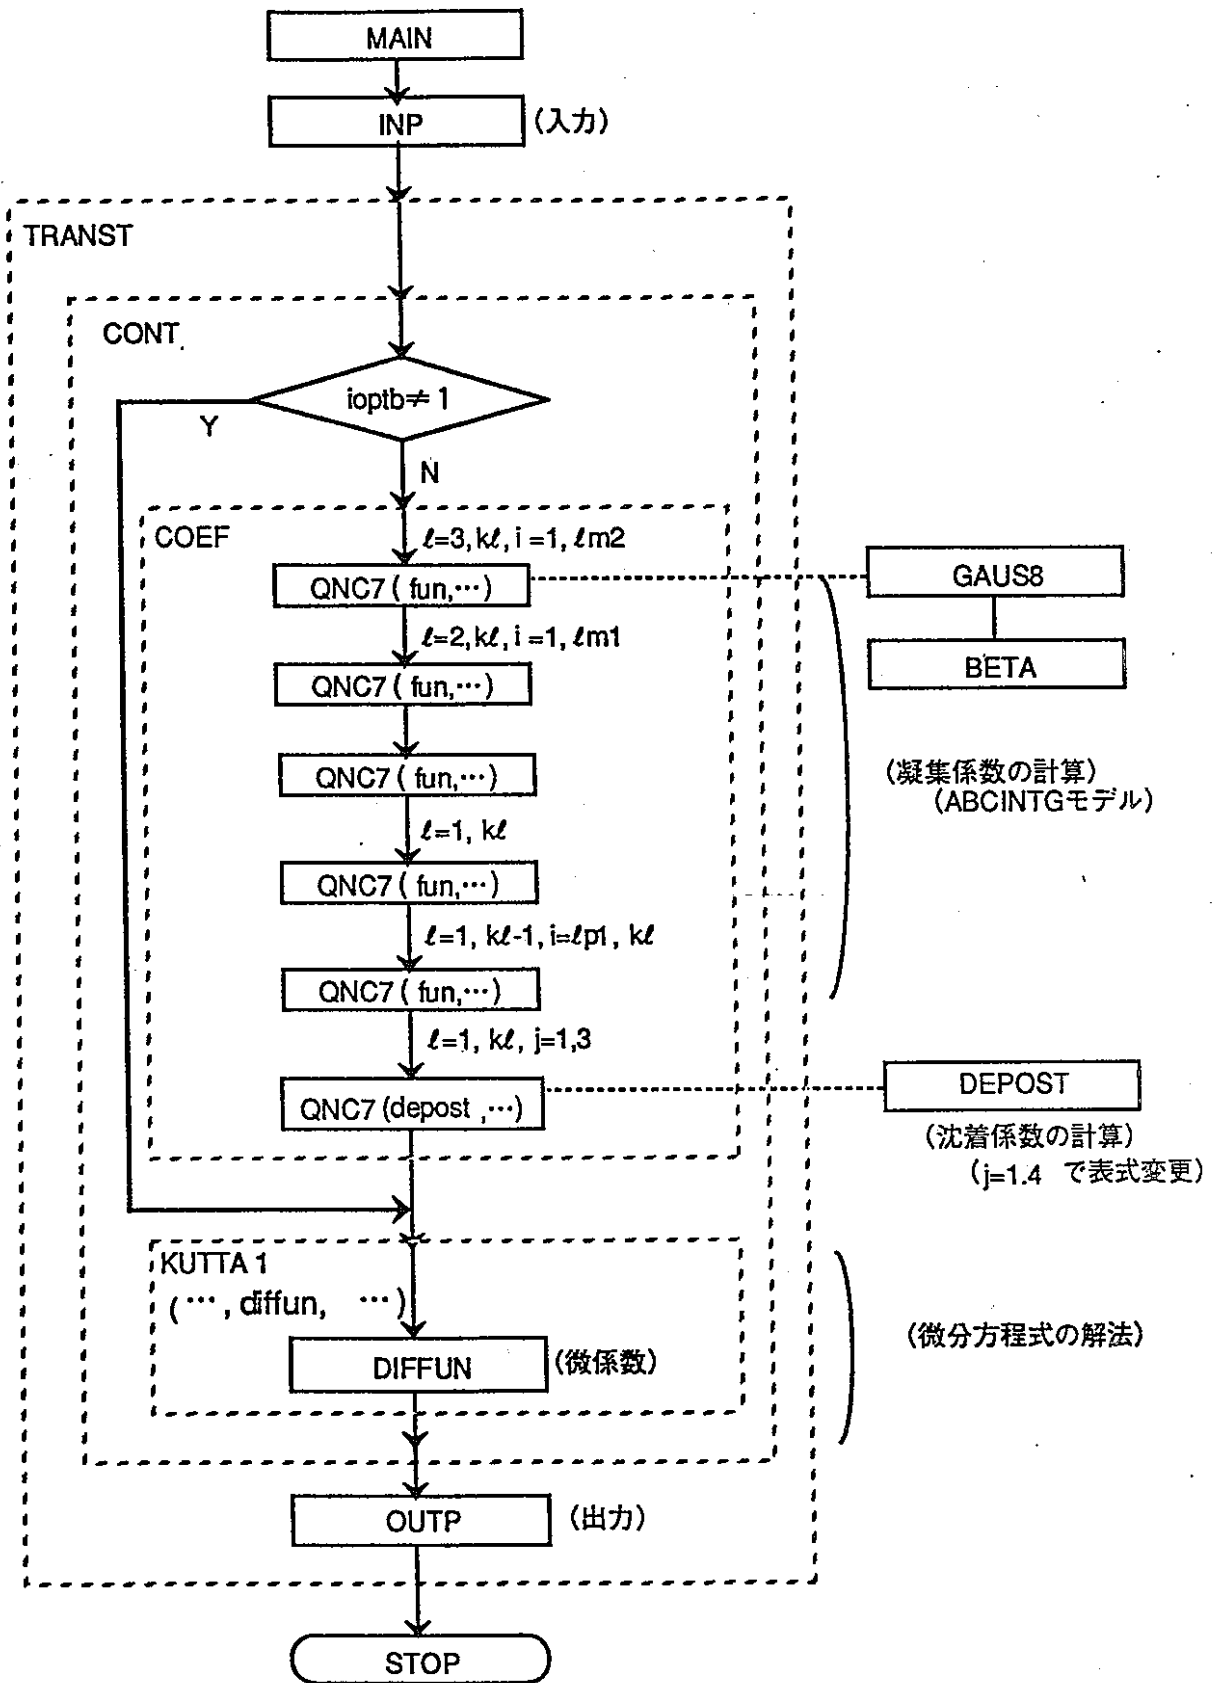 MAIN
INP
(入力)
TRANST
CONT
ioptb≠1
Y
N
COEF
ℓ=3, kℓ, i=1, ℓm2
QNC7 ( fun,⋯)
GAUS8
ℓ=2, kℓ, i=1, ℓm1
BETA
QNC7 ( fun,⋯)
QNC7 ( fun,⋯)
(凝集係数の計算)
(ABCINTGモデル)
ℓ=1, kℓ
QNC7 ( fun,⋯)
ℓ=1, kℓ-1, i=ℓp1, kℓ
QNC7 ( fun,⋯)
ℓ=1, kℓ, j=1,3
QNC7 (depost ,⋯)
DEPOST
(沈着係数の計算)
(j=1.4 で表式変更)
KUTTA 1
(⋯, diffun, ⋯)
DIFFUN
(微係数)
(微分方程式の解法)
OUTP
(出力)
STOP